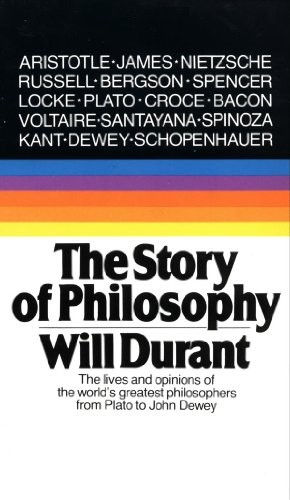 ARISTOTLE·JAMES·NIETZSCHE
RUSSELL·BERGSON·SPENCER
LOCKE·PLATO·CROCE·BACON
VOLTAIRE·SANTAYANA·SPINOZA
KANT·DEWEY·SCHOPENHAUER
The Story
of Philosophy
Will Durant
The lives and opinions of
the world's greatest philosophers
from Plato to John Dewey